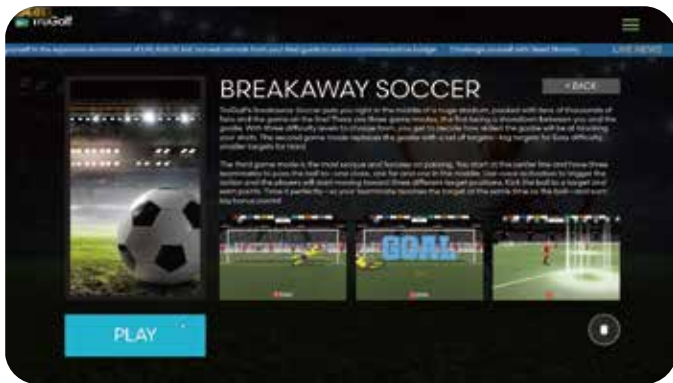 TruGolf
LIVE NEWS
BREAKAWAY SOCCER
< BACK
TruGolf's Breakaway Soccer puts you right in the middle of a huge stadium, packed with tens of thousands of
fans and the game on the line! There are three game modes, the first being a showdown between you and the
goalie. With three difficulty levels to choose from, you get to decide how skilled the goalie will be at blocking
your shots. The second game mode replaces the goalie with a set of targets - big targets for Easy difficulty,
smaller targets for Hard.
The third game mode is the most unique and focuses on passing. You start at the center line and have three
teammates to pass the ball to - one close, one far and one in the middle. Use voice activation to trigger the
action and the players will start moving toward three different target positions. Kick the ball to a target and
earn points. Time it perfectly - so your teammate reaches the target at the same time as the ball - and earn
big bonus points!
GOAL
PLAY